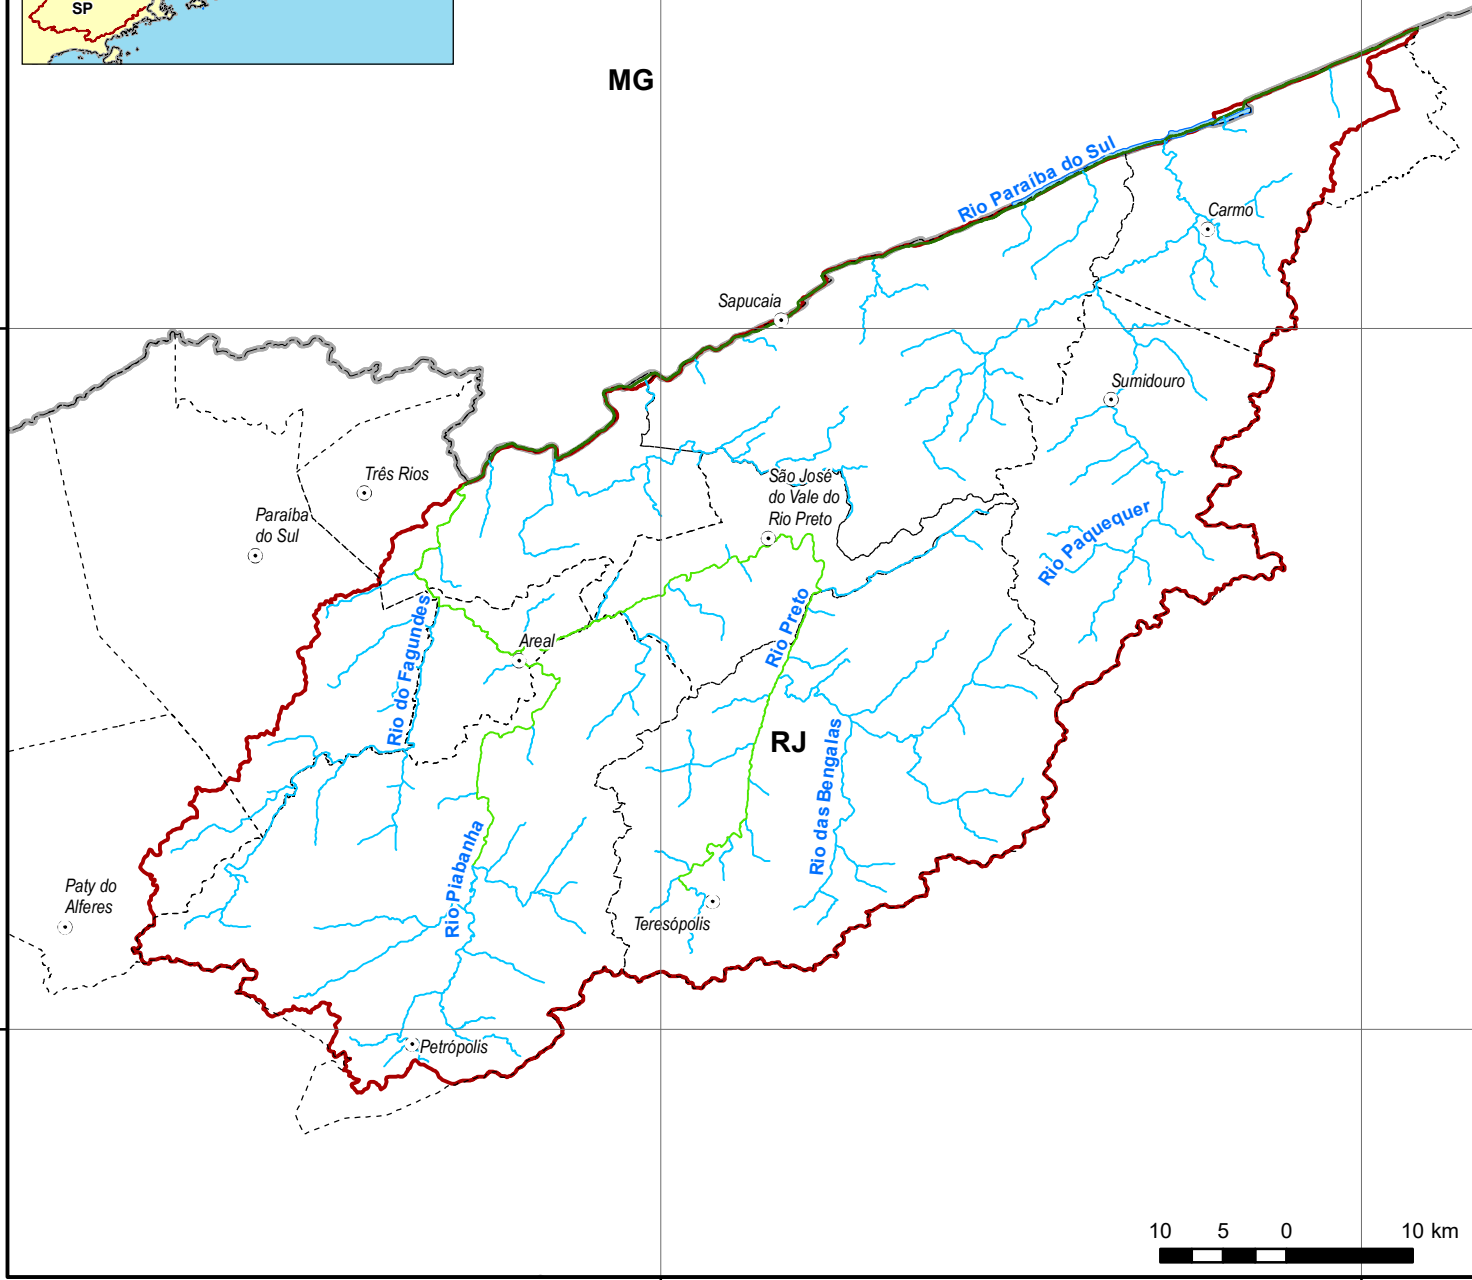 SP
MG
Rio Paraíba do Sul
Carmo
Sapucaia
Sumidouro
Três Rios
São José
do Vale do
Rio Preto
Paraíba
do Sul
Rio Paquequer
Rio do Fagundes
Areal
Rio Preto
RJ
Rio das Bengalas
Rio Piabanha
Paty do
Alferes
Teresópolis
Petrópolis
10 5 0 10 km